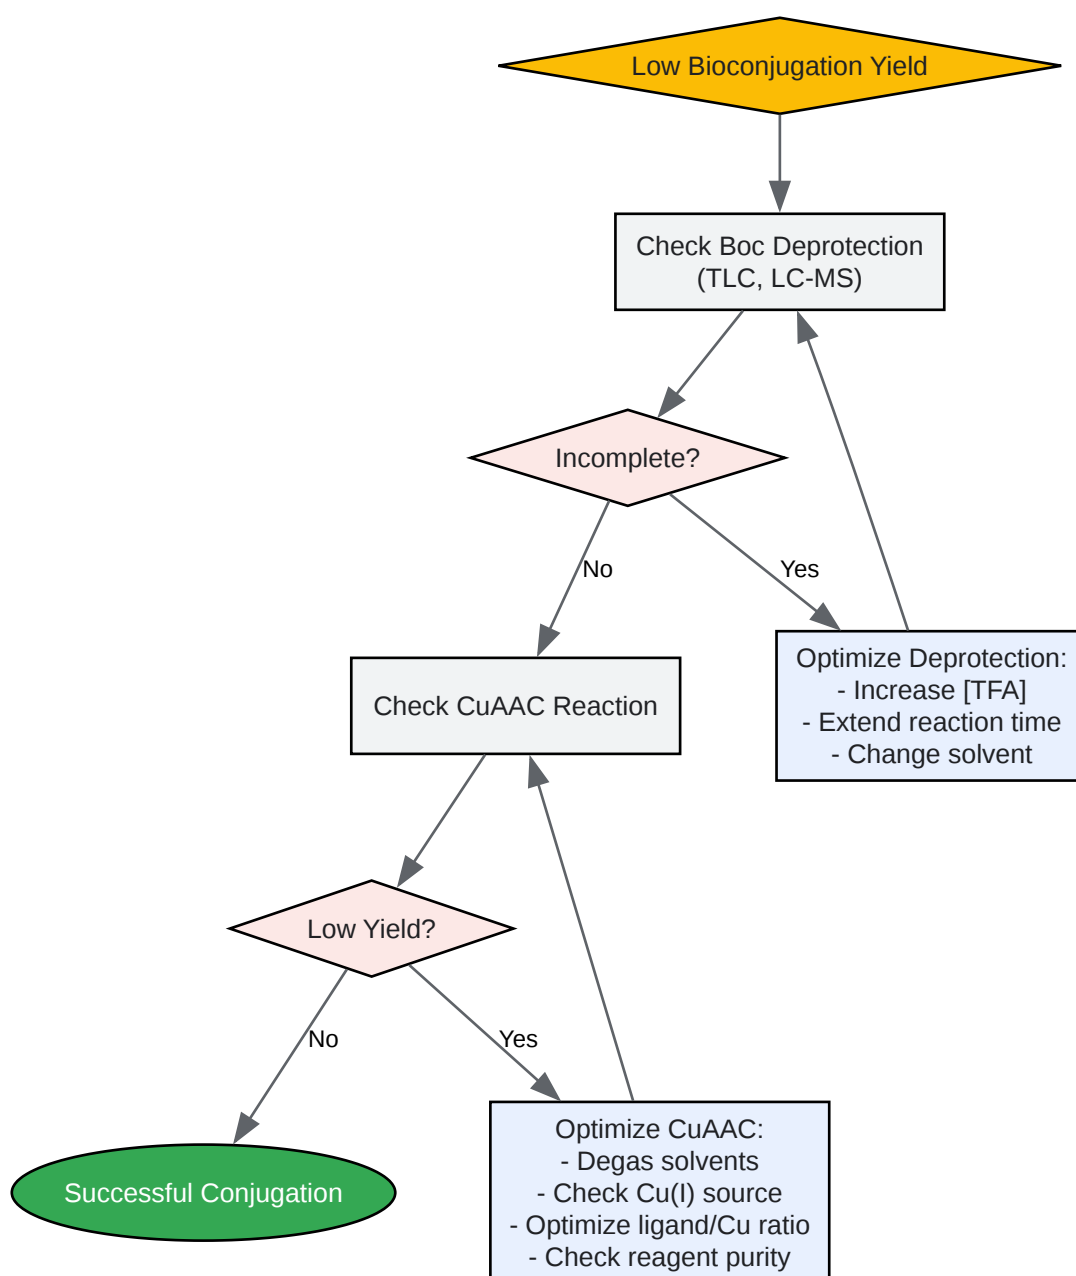 Low Bioconjugation Yield
Check Boc Deprotection
(TLC, LC-MS)
Incomplete?
No
Yes
Optimize Deprotection:
- Increase [TFA]
- Extend reaction time
- Change solvent
Check CuAAC Reaction
Low Yield?
No
Yes
Successful Conjugation
Optimize CuAAC:
- Degas solvents
- Check Cu(I) source
- Optimize ligand/Cu ratio
- Check reagent purity